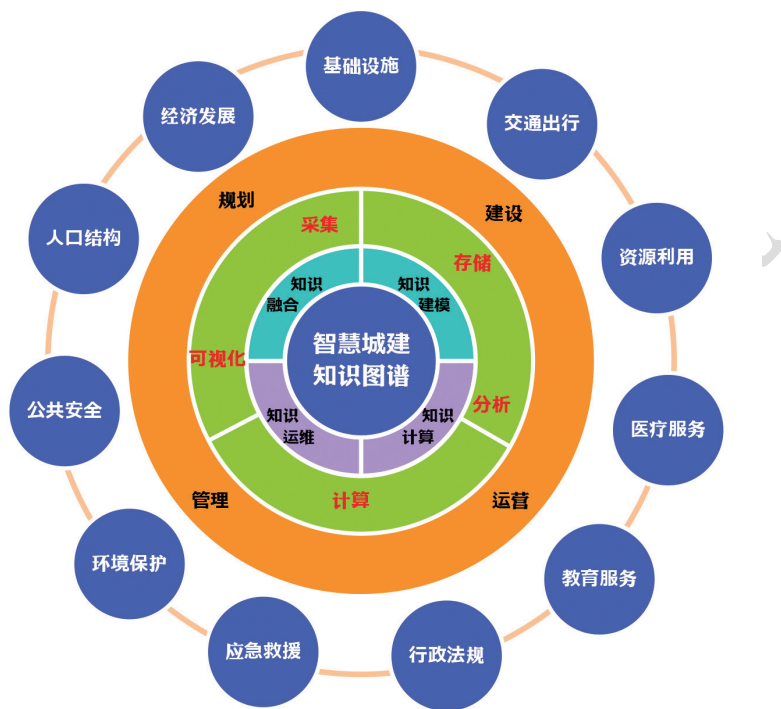 基础设施
经济发展
交通出行
规划
建设
人口结构
采集
资源利用
存储
知识
融合
知识
建模
智慧城建
知识图谱
可视化
公共安全
分析
医疗服务
知识
运维
知识
计算
管理
计算
运营
环境保护
教育服务
应急救援
行政法规